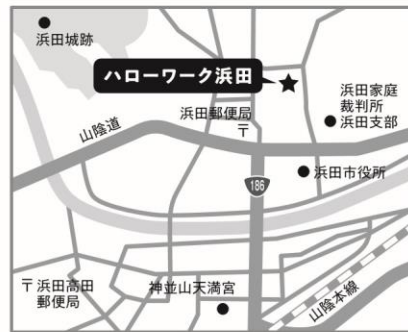 浜田城跡
ハローワーク浜田
浜田家庭
裁判所
浜田支部
浜田郵便局
〒
山陰道
186
浜田市役所
〒浜田高田
郵便局
神並山天満宮
山陰本線